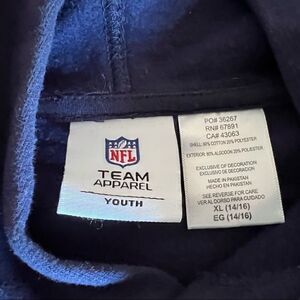 NFL
TEAM
APPAREL
YOUTH
PO# 36267
RN# 67891
CA# 43063
SHELL: 80% COTTON 20% POLYESTER
EXTERIOR: 80% ALGODON 20% POLIESTER
EXCLUSIVE OF DECORATION
EXCLUSIVO DE DECORACION
MADE IN PAKISTAN
HECHO EN PAKISTAN
SEE REVERSE FOR CARE
VER AL DORSO PARA CUIDADO
XL (14/16)
EG (14/16)